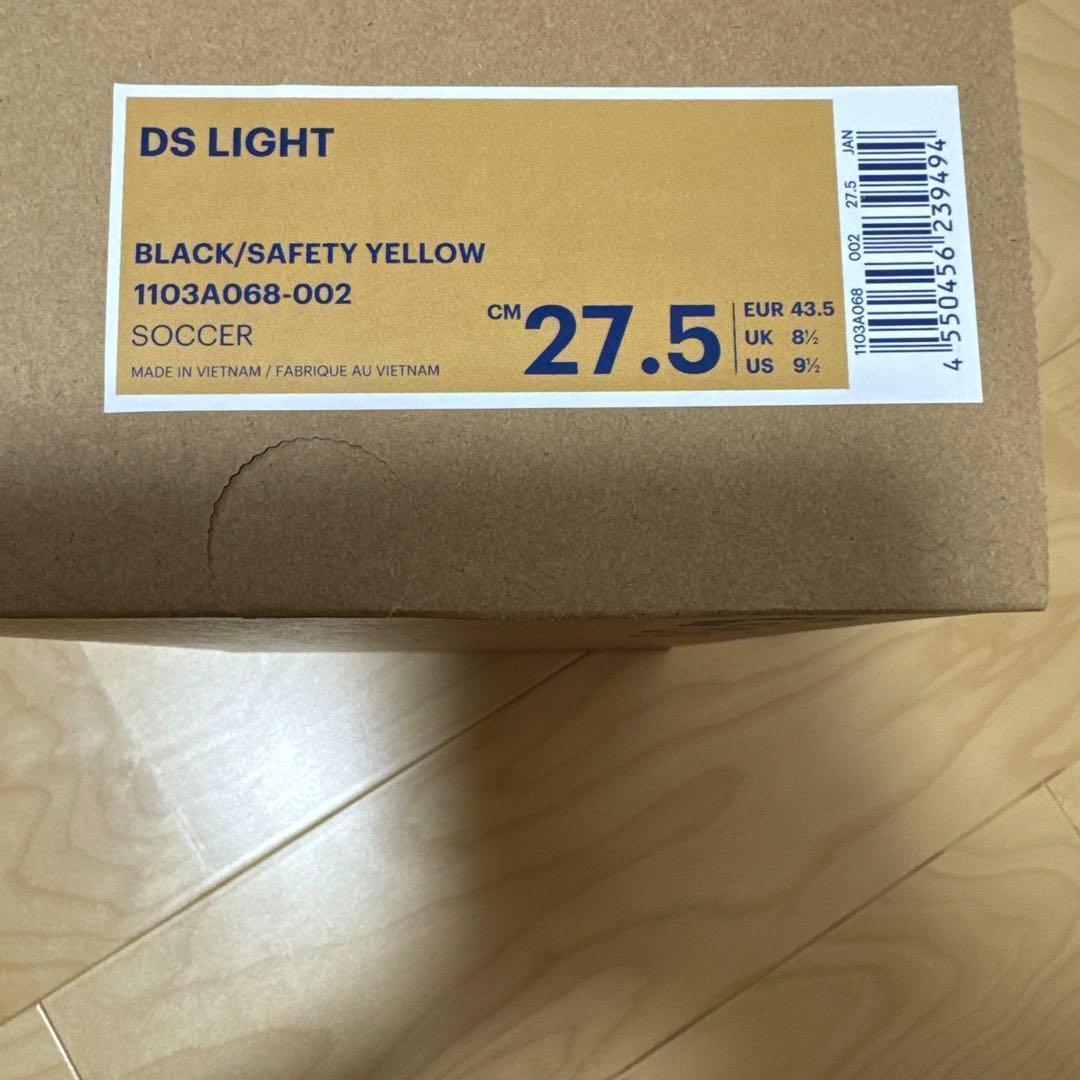 DS LIGHT
BLACK/SAFETY YELLOW
1103A068-002
SOCCER
MADE IN VIETNAM / FABRIQUE AU VIETNAM
CM 27.5
EUR 43.5
UK 8½
US 9½
1103A068 002 27.5 JAN
4 550456 239494